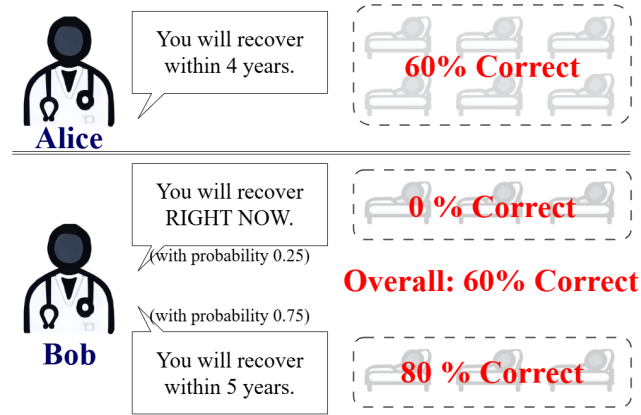 You will recover
within 4 years.
60% Correct
Alice
You will recover
RIGHT NOW.
0 % Correct
(with probability 0.25)
Overall: 60% Correct
(with probability 0.75)
Bob
You will recover
within 5 years.
80 % Correct